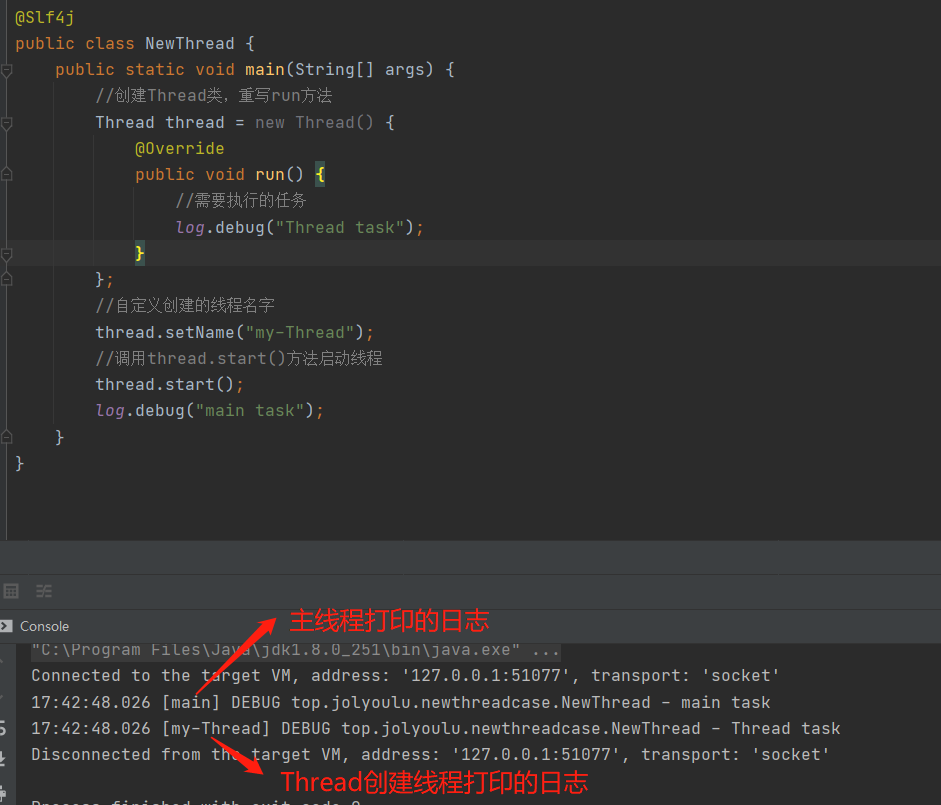 @Slf4j
public class NewThread {
public static void main(String[] args) {
//创建Thread类，重写run方法
Thread thread = new Thread() {
@Override
public void run() {
//需要执行的任务
log.debug("Thread task");
}
};
//自定义创建的线程名字
thread.setName("my-Thread");
//调用thread.start()方法启动线程
thread.start();
log.debug("main task");
}
}
主线程打印的日志
Console
"C:\Program Files\Java\jdk1.8.0_251\bin\java.exe" ...
Connected to the target VM, address: '127.0.0.1:51077', transport: 'socket'
17:42:48.026 [main] DEBUG top.jolyoulu.newthreadcase.NewThread - main task
17:42:48.026 [my-Thread] DEBUG top.jolyoulu.newthreadcase.NewThread - Thread task
Disconnected from the target VM, address: '127.0.0.1:51077', transport: 'socket'
Thread创建线程打印的日志
Process finished with exit code 0